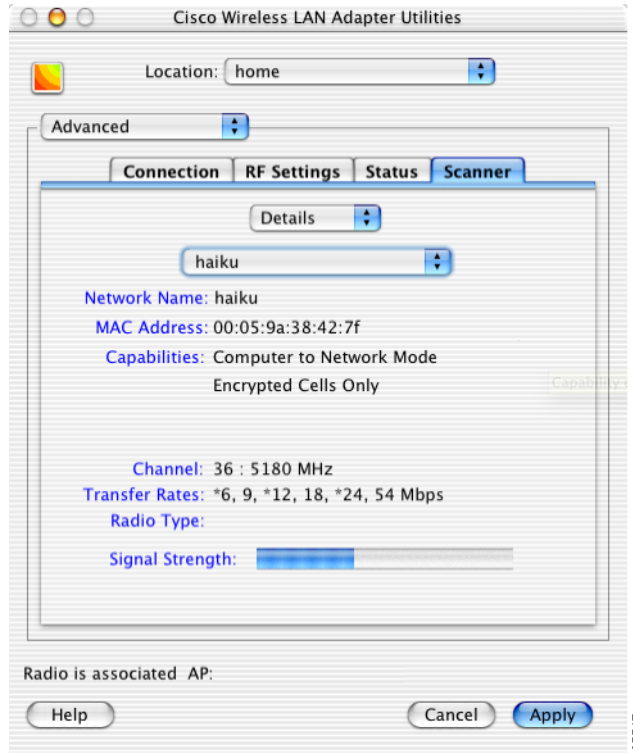 Cisco Wireless LAN Adapter Utilities
Location: home
Advanced
Connection RF Settings Status Scanner
Details
haiku
Network Name: haiku
MAC Address: 00:05:9a:38:42:7f
Capabilities: Computer to Network Mode
Encrypted Cells Only
Capability
Channel: 36 : 5180 MHz
Transfer Rates: *6, 9, *12, 18, *24, 54 Mbps
Radio Type:
Signal Strength:
Radio is associated AP:
Help Cancel Apply